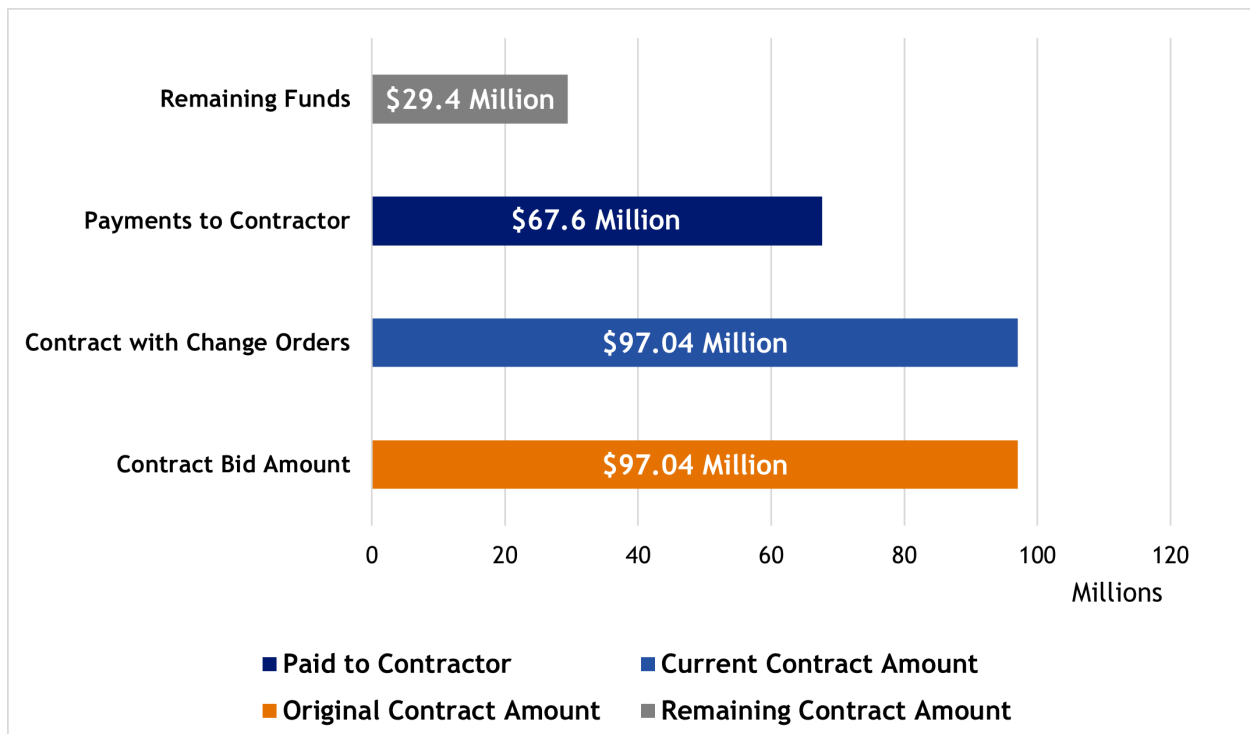 Remaining Funds
$29.4 Million
Payments to Contractor
$67.6 Million
Contract with Change Orders
$97.04 Million
Contract Bid Amount
$97.04 Million
0 20 40 60 80 100 120
Millions
Paid to Contractor Current Contract Amount
Original Contract Amount Remaining Contract Amount